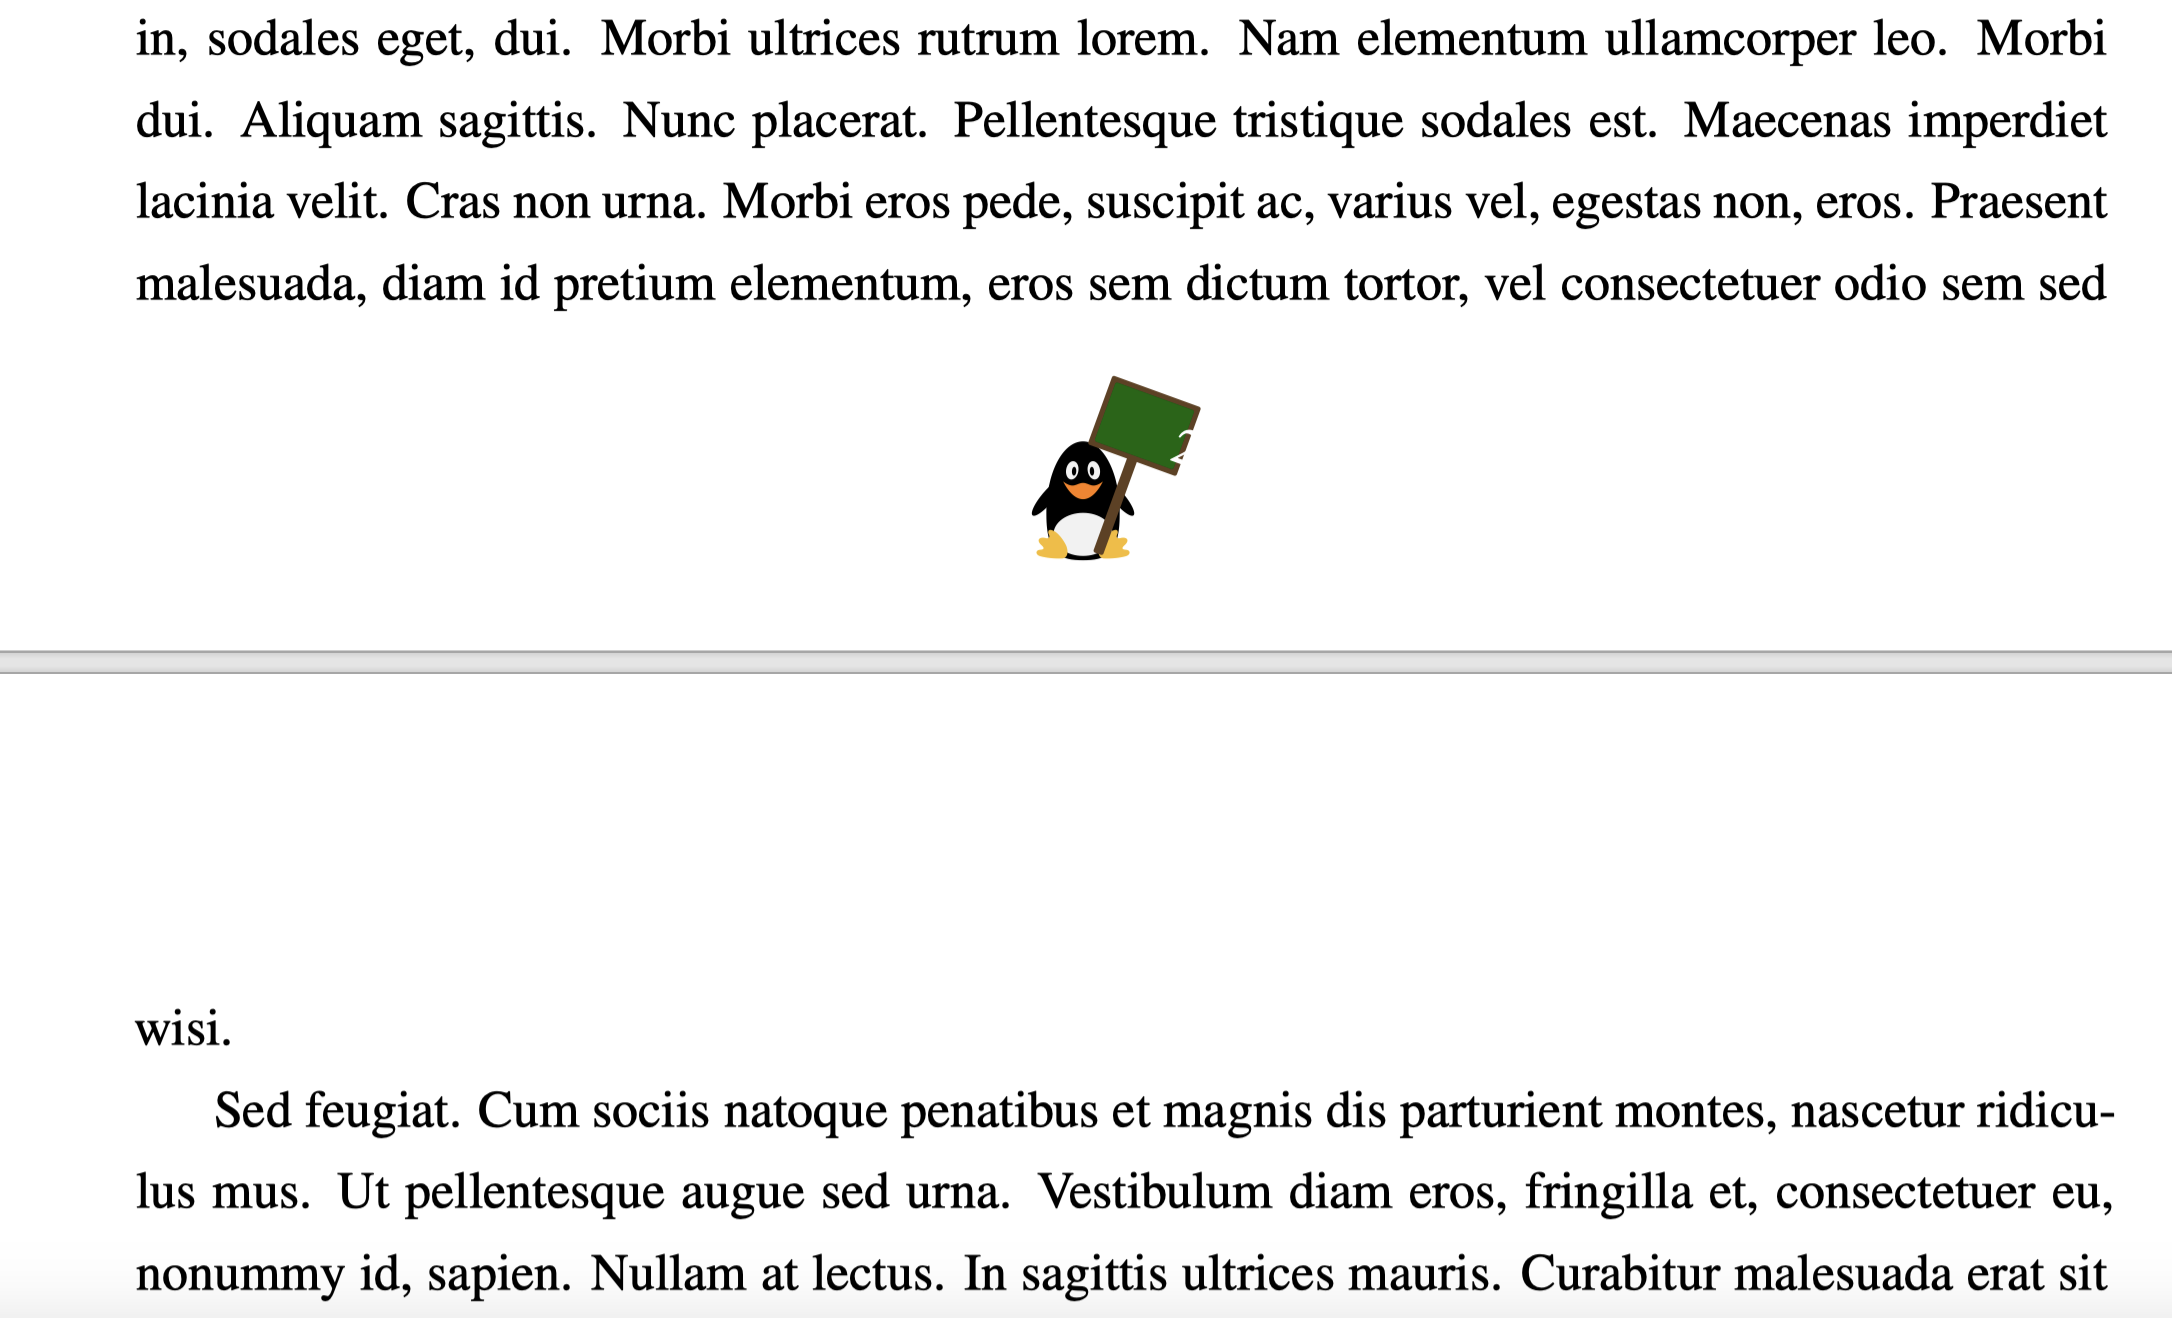 in, sodales eget, dui. Morbi ultrices rutrum lorem. Nam elementum ullamcorper leo. Morbi
dui. Aliquam sagittis. Nunc placerat. Pellentesque tristique sodales est. Maecenas imperdiet
lacinia velit. Cras non urna. Morbi eros pede, suscipit ac, varius vel, egestas non, eros. Praesent
malesuada, diam id pretium elementum, eros sem dictum tortor, vel consectetuer odio sem sed
2
wisi.
Sed feugiat. Cum sociis natoque penatibus et magnis dis parturient montes, nascetur ridicu-
lus mus. Ut pellentesque augue sed urna. Vestibulum diam eros, fringilla et, consectetuer eu,
nonummy id, sapien. Nullam at lectus. In sagittis ultrices mauris. Curabitur malesuada erat sit